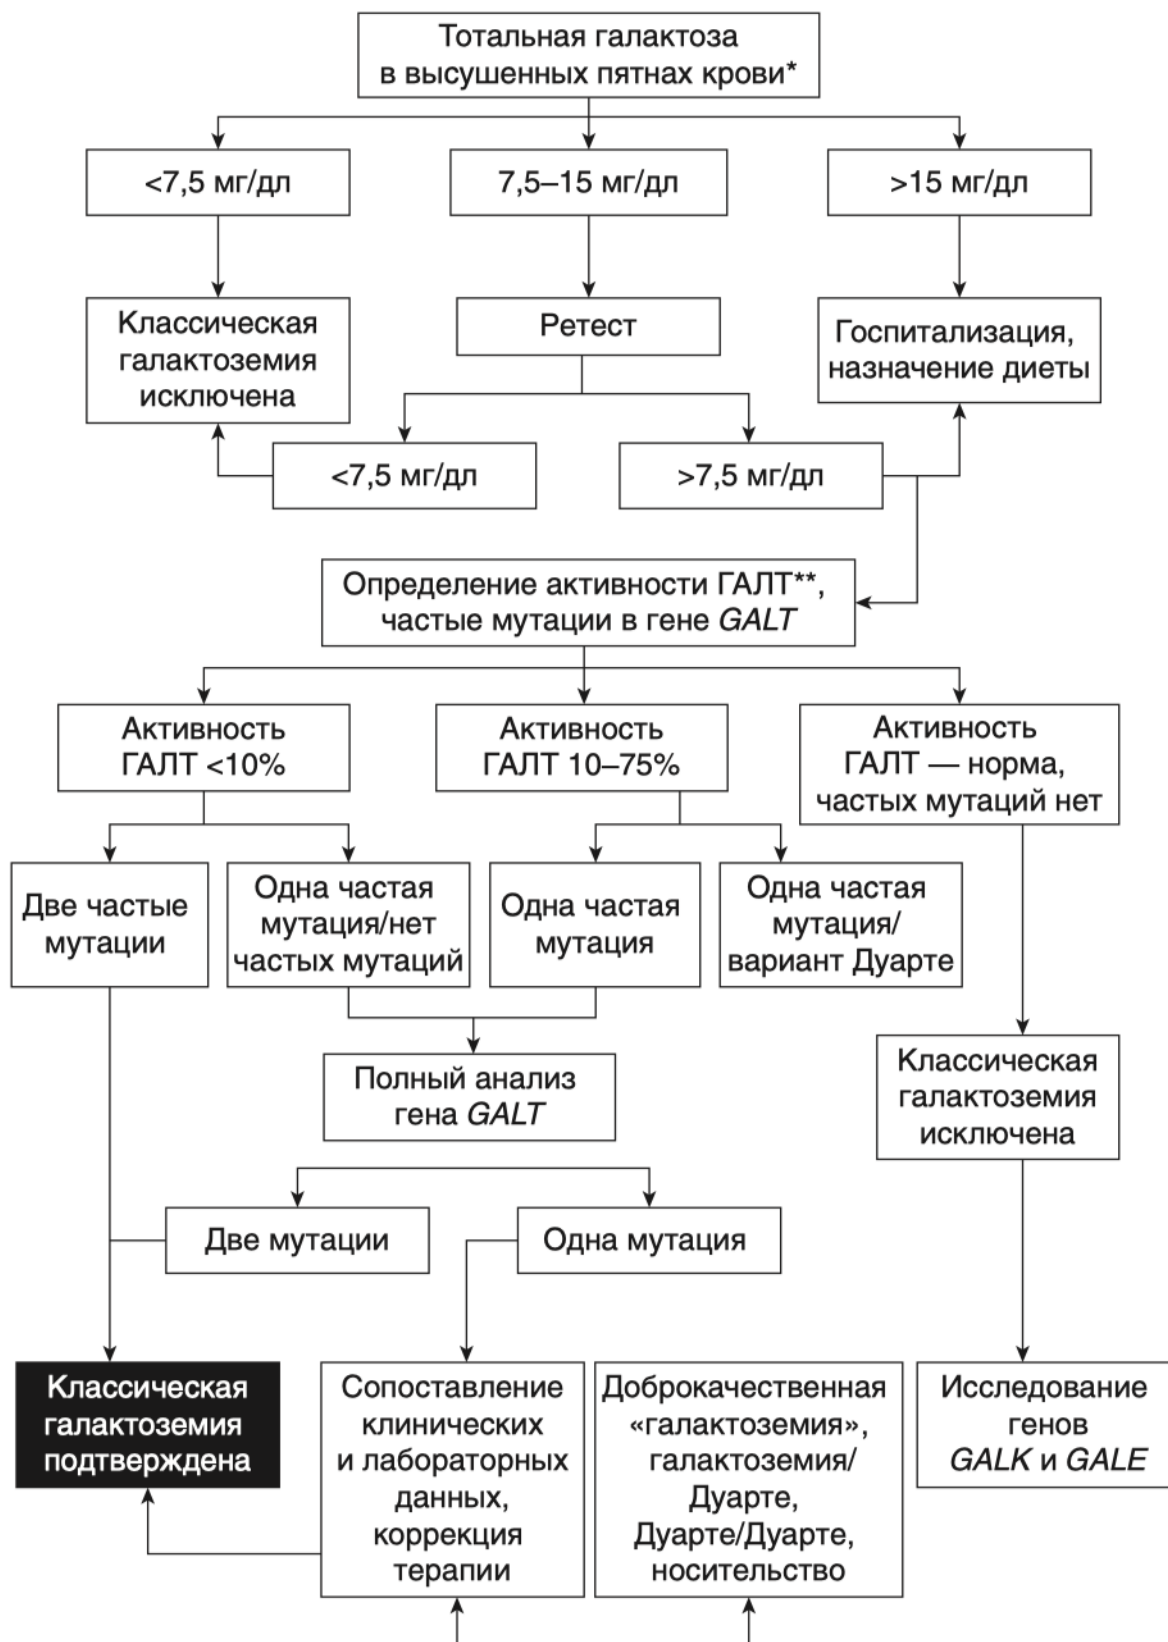 Тотальная галактоза
в высушенных пятнах крови*
<7,5 мг/дл
7,5–15 мг/дл
>15 мг/дл
Классическая
галактоземия
исключена
Ретест
Госпитализация,
назначение диеты
<7,5 мг/дл
>7,5 мг/дл
Определение активности ГАЛТ**,
частые мутации в гене GALT
Активность
ГАЛТ <10%
Активность
ГАЛТ 10–75%
Активность
ГАЛТ — норма,
частых мутаций нет
Две частые
мутации
Одна частая
мутация/нет
частых мутаций
Одна частая
мутация
Одна частая
мутация/
вариант Дуарте
Полный анализ
гена GALT
Классическая
галактоземия
исключена
Две мутации
Одна мутация
Классическая
галактоземия
подтверждена
Сопоставление
клинических
и лабораторных
данных,
коррекция
терапии
Доброкачественная
«галактоземия»,
галактоземия/
Дуарте,
Дуарте/Дуарте,
носительство
Исследование
генов
GALK и GALE